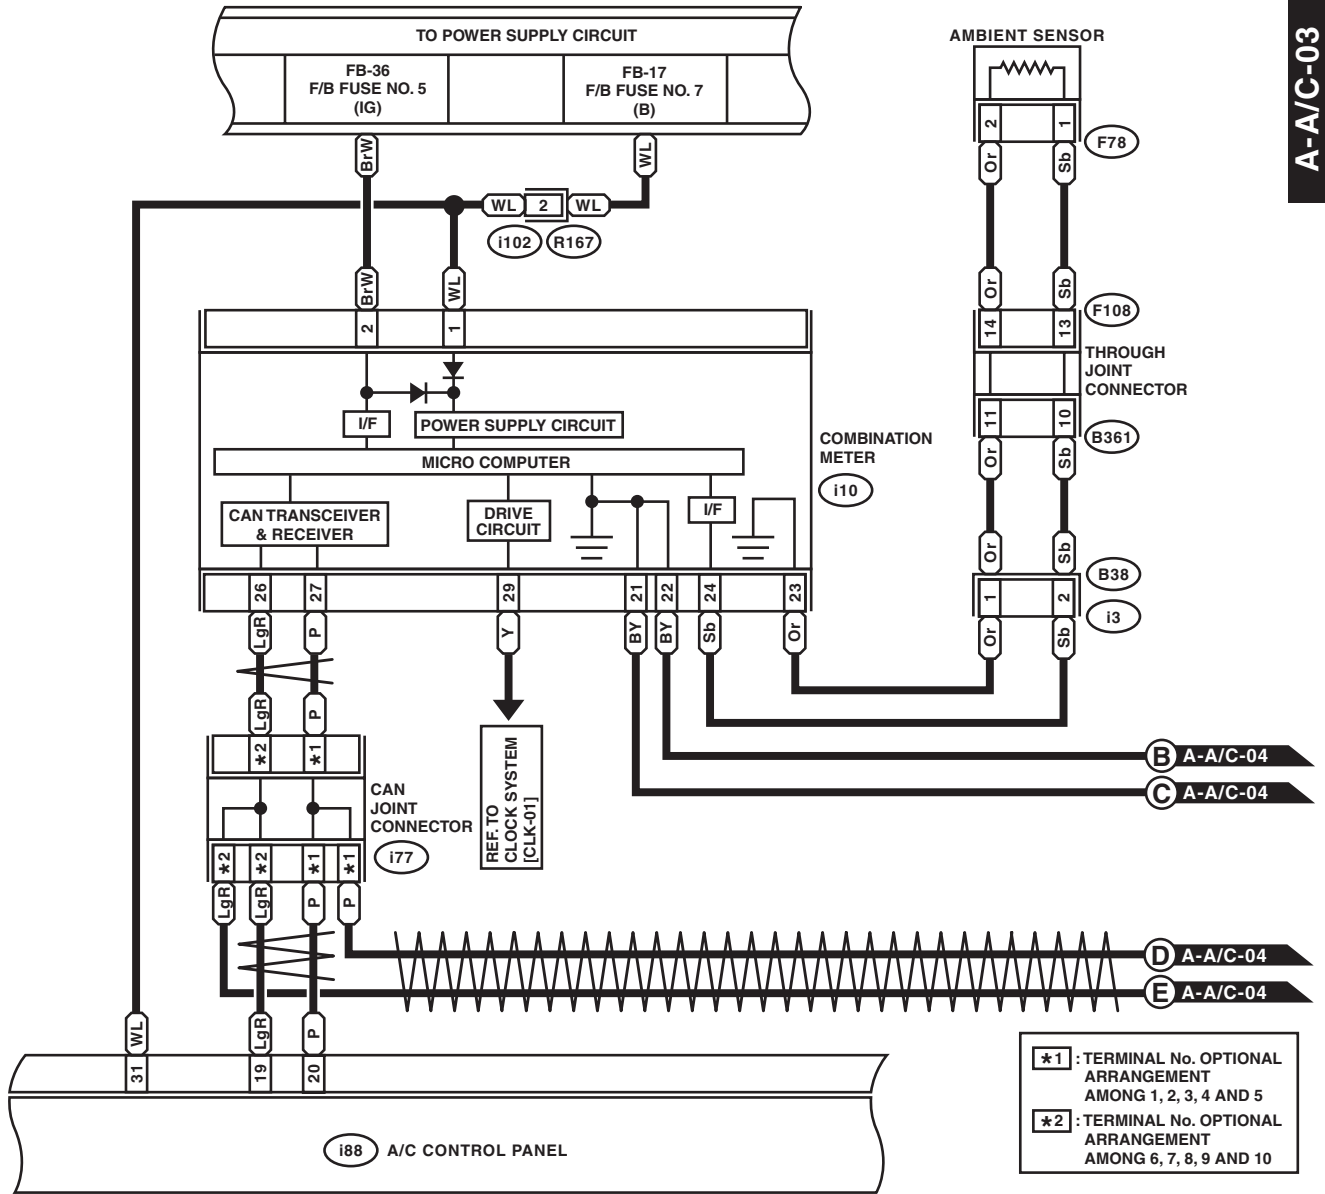 A-A/C-03
TO POWER SUPPLY CIRCUIT
FB-36
F/B FUSE NO. 5
(IG)
FB-17
F/B FUSE NO. 7
(B)
AMBIENT SENSOR
2
1
F78
BrW
WL
Or
Sb
WL
2
WL
i102
R167
BrW
WL
Or
Sb
F108
2
1
14
13
THROUGH
JOINT
CONNECTOR
11
10
B361
Or
Sb
I/F
POWER SUPPLY CIRCUIT
MICRO COMPUTER
COMBINATION
METER
i10
CAN TRANSCEIVER
& RECEIVER
DRIVE
CIRCUIT
I/F
Or
Sb
B38
1
2
i3
Or
Sb
26
27
29
21
22
24
23
LgR
P
Y
BY
BY
Sb
Or
LgR
P
*2
*1
CAN
JOINT
CONNECTOR
i77
REF. TO
CLOCK SYSTEM
[CLK-01]
B
A-A/C-04
C
A-A/C-04
*2
*2
*1
*1
LgR
LgR
P
P
D
A-A/C-04
E
A-A/C-04
WL
LgR
P
31
19
20
i88
A/C CONTROL PANEL
*1 : TERMINAL No. OPTIONAL
ARRANGEMENT
AMONG 1, 2, 3, 4 AND 5
*2 : TERMINAL No. OPTIONAL
ARRANGEMENT
AMONG 6, 7, 8, 9 AND 10